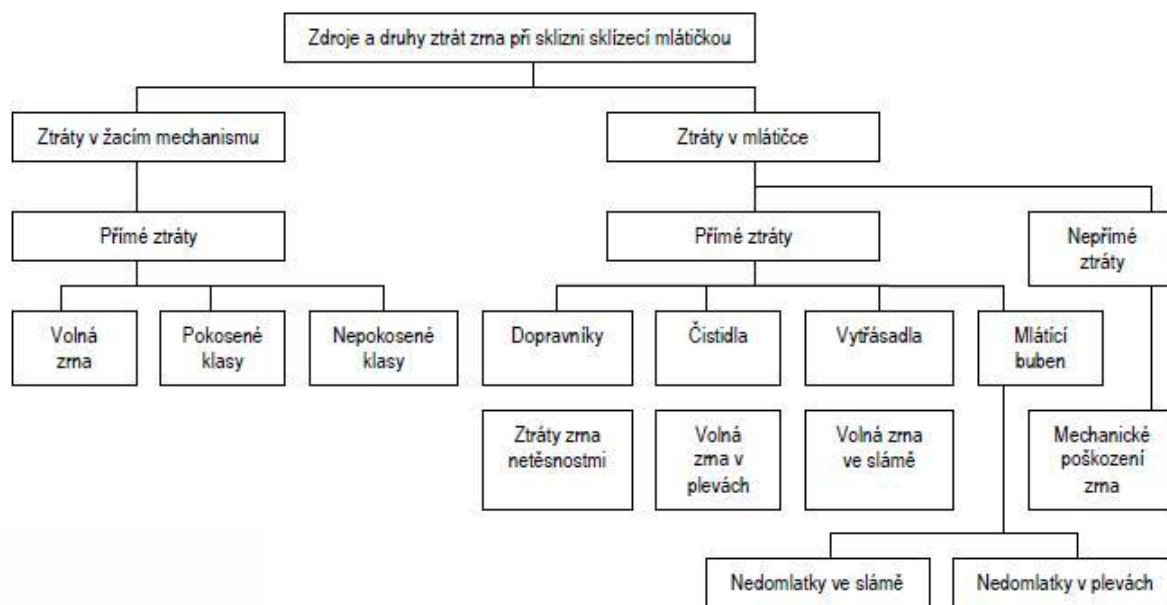 Zdroje a druhy ztrát zrna při sklizni sklízecí mlátičkou
Ztráty v žacím mechanismu
Ztráty v mlátičce
Přímé ztráty
Přímé ztráty
Nepřímé
ztráty
Volná
zrna
Pokosené
klasy
Nepokosené
klasy
Dopravníky
Čistidla
Vytřásadla
Mlátící
buben
Ztráty zrna
netěsnostmi
Volná
zrna v
plevách
Volná zrna
ve slámě
Mechanické
poškození
zrna
Nedomlatky ve slámě
Nedomlatky v plevách